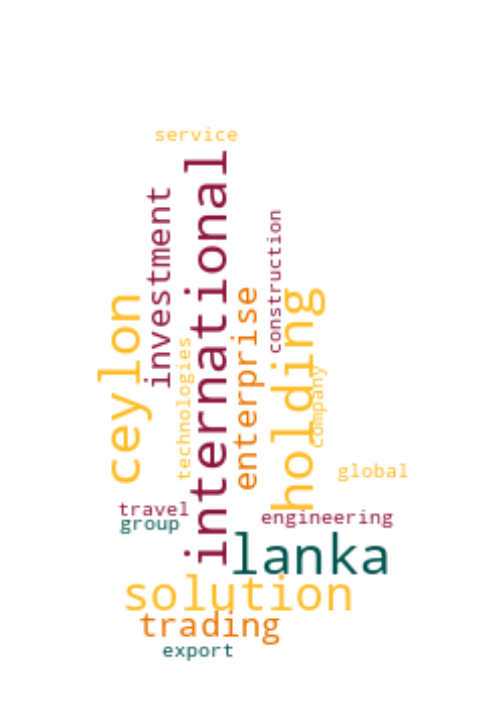 service
international
investment
construction
holding
enterprise
ceylon
technologies
company
global
travel
engineering
group
lanka
solution
trading
export